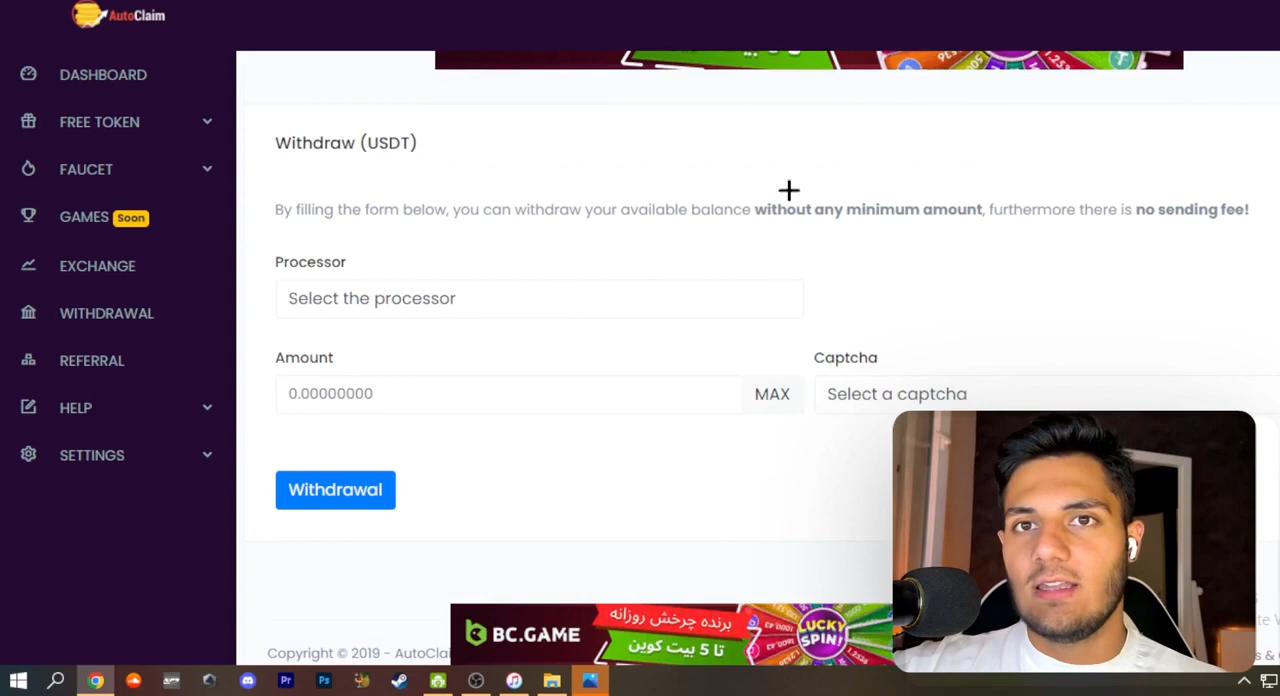 AutoClaim
DASHBOARD
FREE TOKEN
FAUCET
GAMES Soon
EXCHANGE
WITHDRAWAL
REFERRAL
HELP
SETTINGS
Withdraw (USDT)
By filling the form below, you can withdraw your available balance without any minimum amount, furthermore there is no sending fee!
Processor
Select the processor
Amount
Captcha
0.00000000
MAX
Select a captcha
Withdrawal
BC.GAME
برنده چرخش روزانه
تا 5 بیت کوین
LUCKY
SPIN!
Copyright © 2019 - AutoClai
Pr
Ps